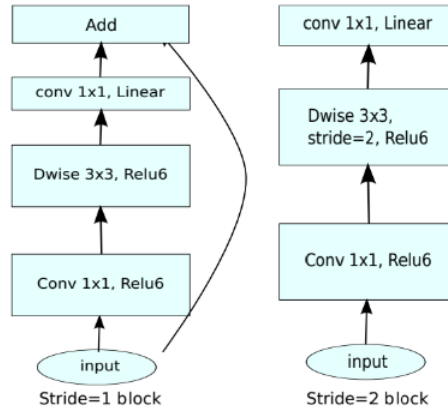 Add
conv 1x1, Linear
Dwise 3x3, Relu6
Conv 1x1, Relu6
input
Stride=1 block
conv 1x1, Linear
Dwise 3x3,
stride=2, Relu6
Conv 1x1, Relu6
input
Stride=2 block